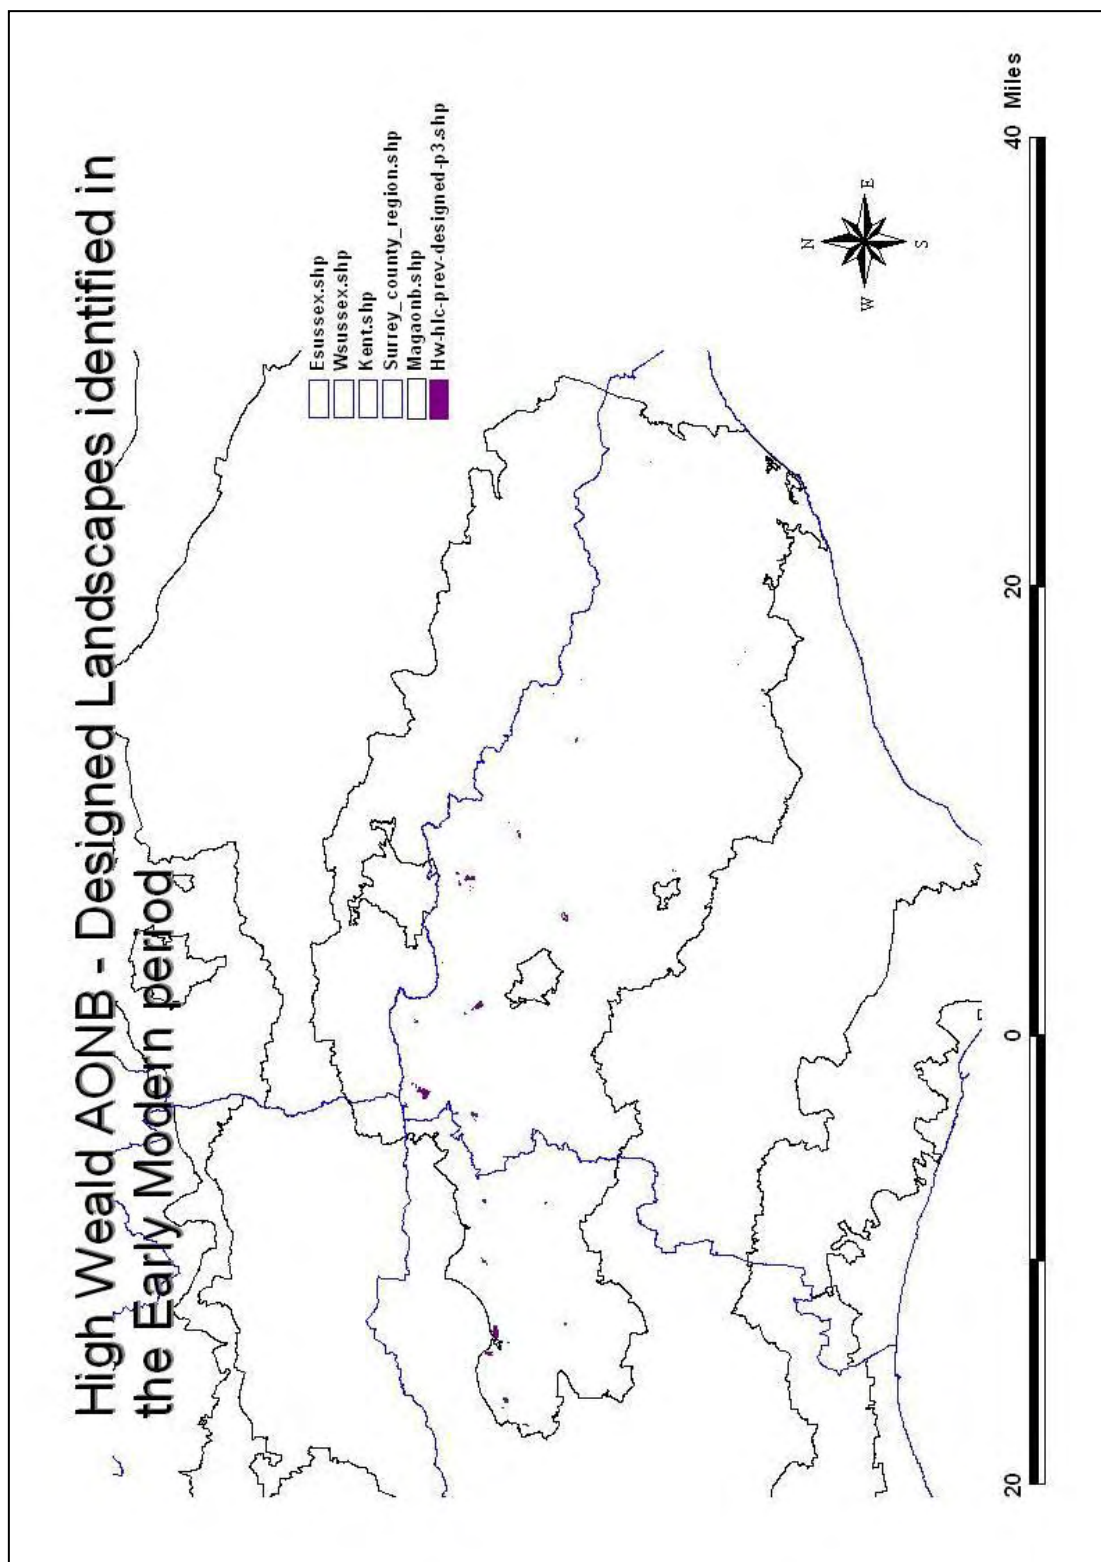 High Weald AONB - Designed Landscapes identified in
the Early Modern period
Esussex.shp
Wsussex.shp
Kent.shp
Surrey_county_region.shp
Magaonb.shp
Hw-hlc-prev-designed-p3.shp
N
W
E
S
20
0
20
40 Miles